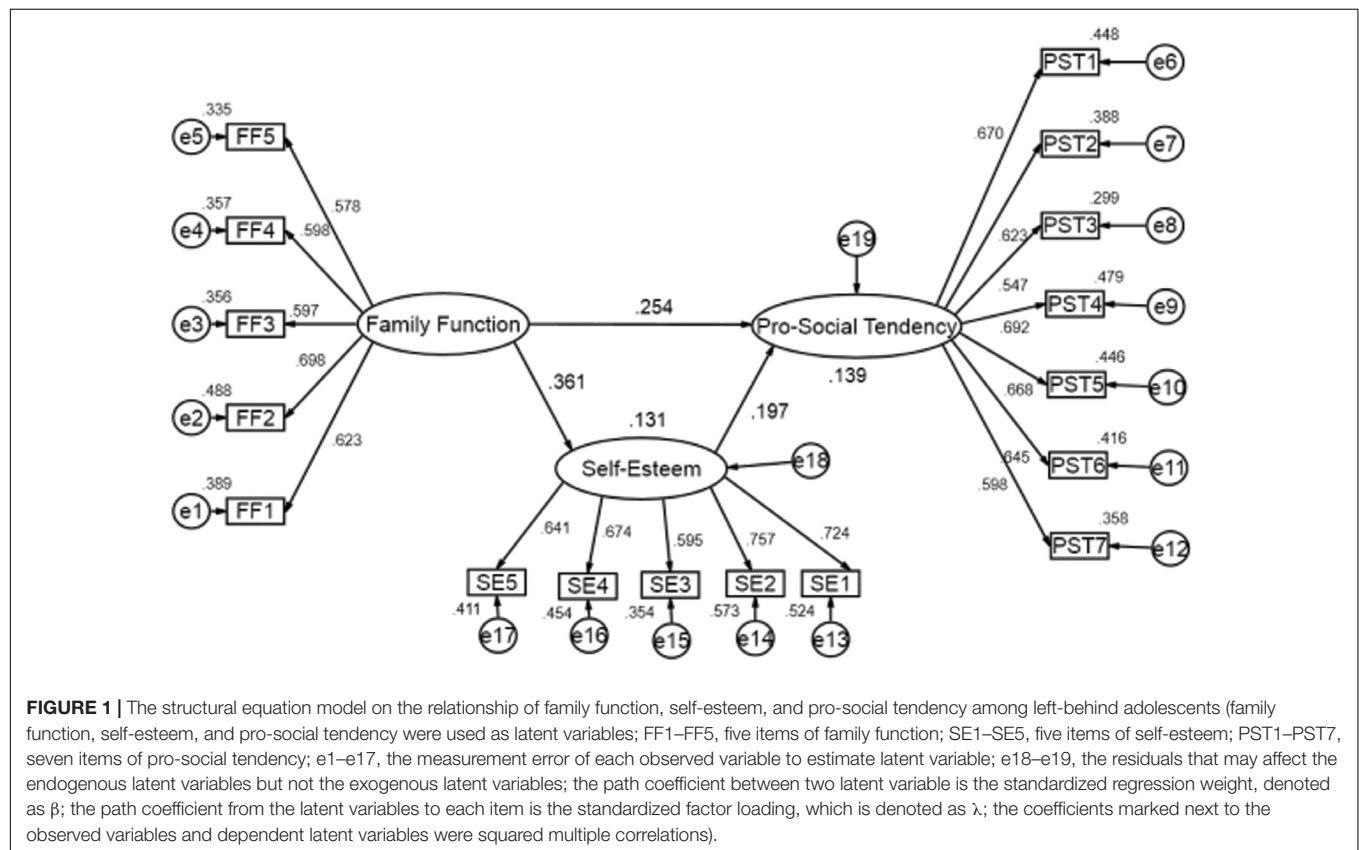 .448
PST1
e6
.670
.335
e5
FF5
.388
PST2
e7
.578
.357
e4
FF4
.598
.299
PST3
e8
.623
e19
.356
e3
FF3
.597
Family Function
.254
Pro-Social Tendency
.139
.547
.479
PST4
e9
.692
.698
.488
e2
FF2
.361
.131
.197
.446
PST5
e10
.668
.623
.389
e1
FF1
Self-Esteem
e18
.416
PST6
e11
.645
.598
.358
PST7
e12
.641
.674
.595
.757
.724
SE5
SE4
SE3
SE2
SE1
.411
.454
.354
.573
.524
e17
e16
e15
e14
e13
FIGURE 1 | The structural equation model on the relationship of family function, self-esteem, and pro-social tendency among left-behind adolescents (family
function, self-esteem, and pro-social tendency were used as latent variables; FF1–FF5, five items of family function; SE1–SE5, five items of self-esteem; PST1–PST7,
seven items of pro-social tendency; e1–e17, the measurement error of each observed variable to estimate latent variable; e18–e19, the residuals that may affect the
endogenous latent variables but not the exogenous latent variables; the path coefficient between two latent variable is the standardized regression weight, denoted
as β; the path coefficient from the latent variables to each item is the standardized factor loading, which is denoted as λ; the coefficients marked next to the
observed variables and dependent latent variables were squared multiple correlations).